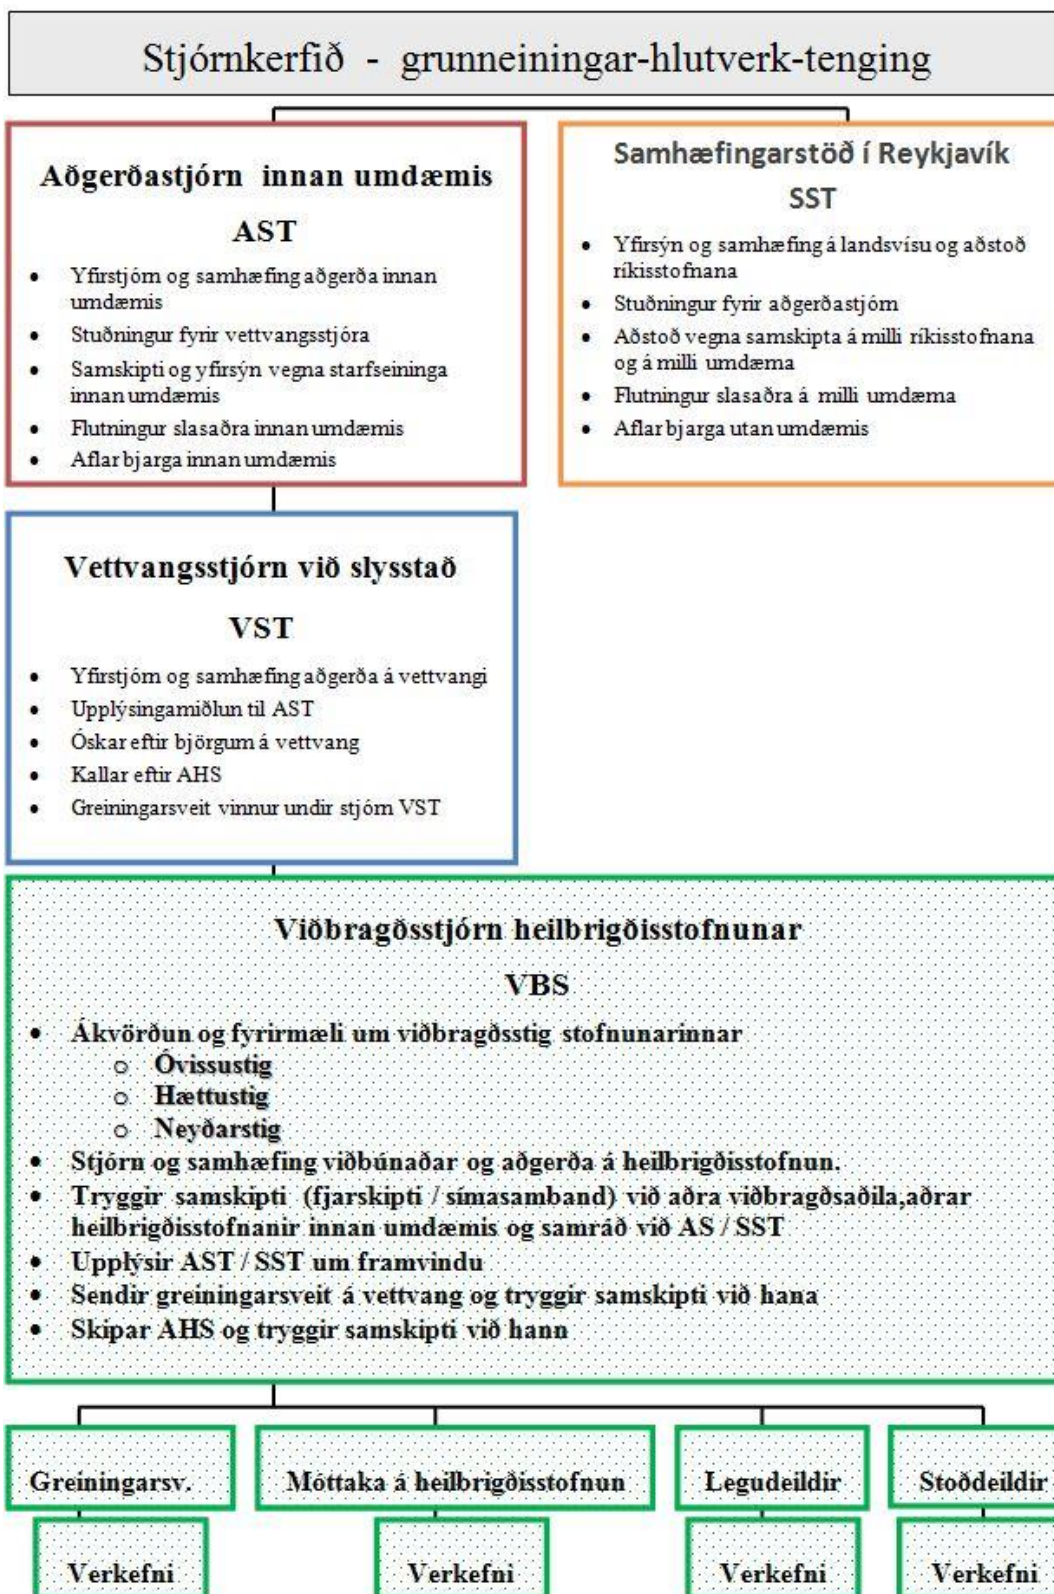 Stjórnkerfið - grunneiningar-hlutverk-tenging
Aðgerðastjórn innan umdæmis
AST
• Yfirstjórn og samhæfing aðgerða innan
umdæmis
• Stuðningur fyrir vettvangsstjóra
• Samskipti og yfirsýn vegna starfseininga
innan umdæmis
• Flutningur slasaðra innan umdæmis
• Aflar bjarga innan umdæmis
Samhæfingarstöð í Reykjavík
SST
• Yfirsýn og samhæfing á landsvísu og aðstoð
ríkisstofnana
• Stuðningur fyrir aðgerðastjórn
• Aðstoð vegna samskipta á milli ríkisstofnana
og á milli umdæma
• Flutningur slasaðra á milli umdæma
• Aflar bjarga utan umdæmis
Vettvangsstjórn við slysstað
VST
• Yfirstjórn og samhæfing aðgerða á vettvangi
• Upplýsingamiðlun til AST
• Óskar eftir björgum á vettvang
• Kallar eftir AHS
• Greiningarsveit vinnur undir stjórn VST
Viðbragðsstjórn heilbrigðisstofnunar
VBS
• Ákvörðun og fyrirmæli um viðbragðsstig stofnunarinnar
o Óvissustig
o Hættustig
o Neyðarstig
• Stjórn og samhæfing viðbúnaðar og aðgerða á heilbrigðisstofnun.
• Tryggir samskipti (fjarskipti / símasamband) við aðra viðbragðsaðila,aðrar
heilbrigðisstofnanir innan umdæmis og samráð við AS / SST
• Upplýsir AST / SST um framvindu
• Sendir greiningarsveit á vettvang og tryggir samskipti við hana
• Skipar AHS og tryggir samskipti við hann
Greiningarsv. Móttaka á heilbrigðisstofnun Legudeildir Stoðdeildir
Verkefni Verkefni Verkefni Verkefni